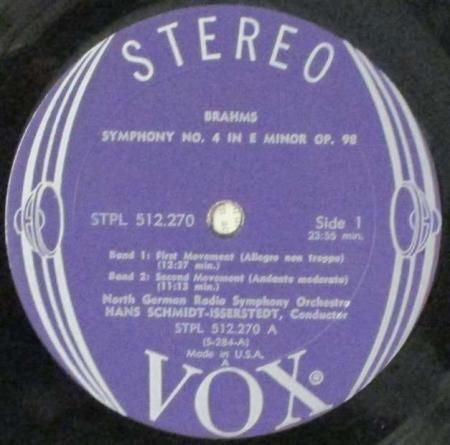 STEREO
BRAHMS
SYMPHONY NO. 4 IN E MINOR OP. 98
STPL 512.270
Side 1
23:55 min.
Band 1: First Movement (Allegro non troppo)
(12:37 min.)
Band 2: Second Movement (Andante moderato)
(11:13 min.)
North German Radio Symphony Orchestra
HANS SCHMIDT-ISSERSTEDT, Conductor
STPL 512.270 A
(S-284-A)
Made in U.S.A.
A
VOX®